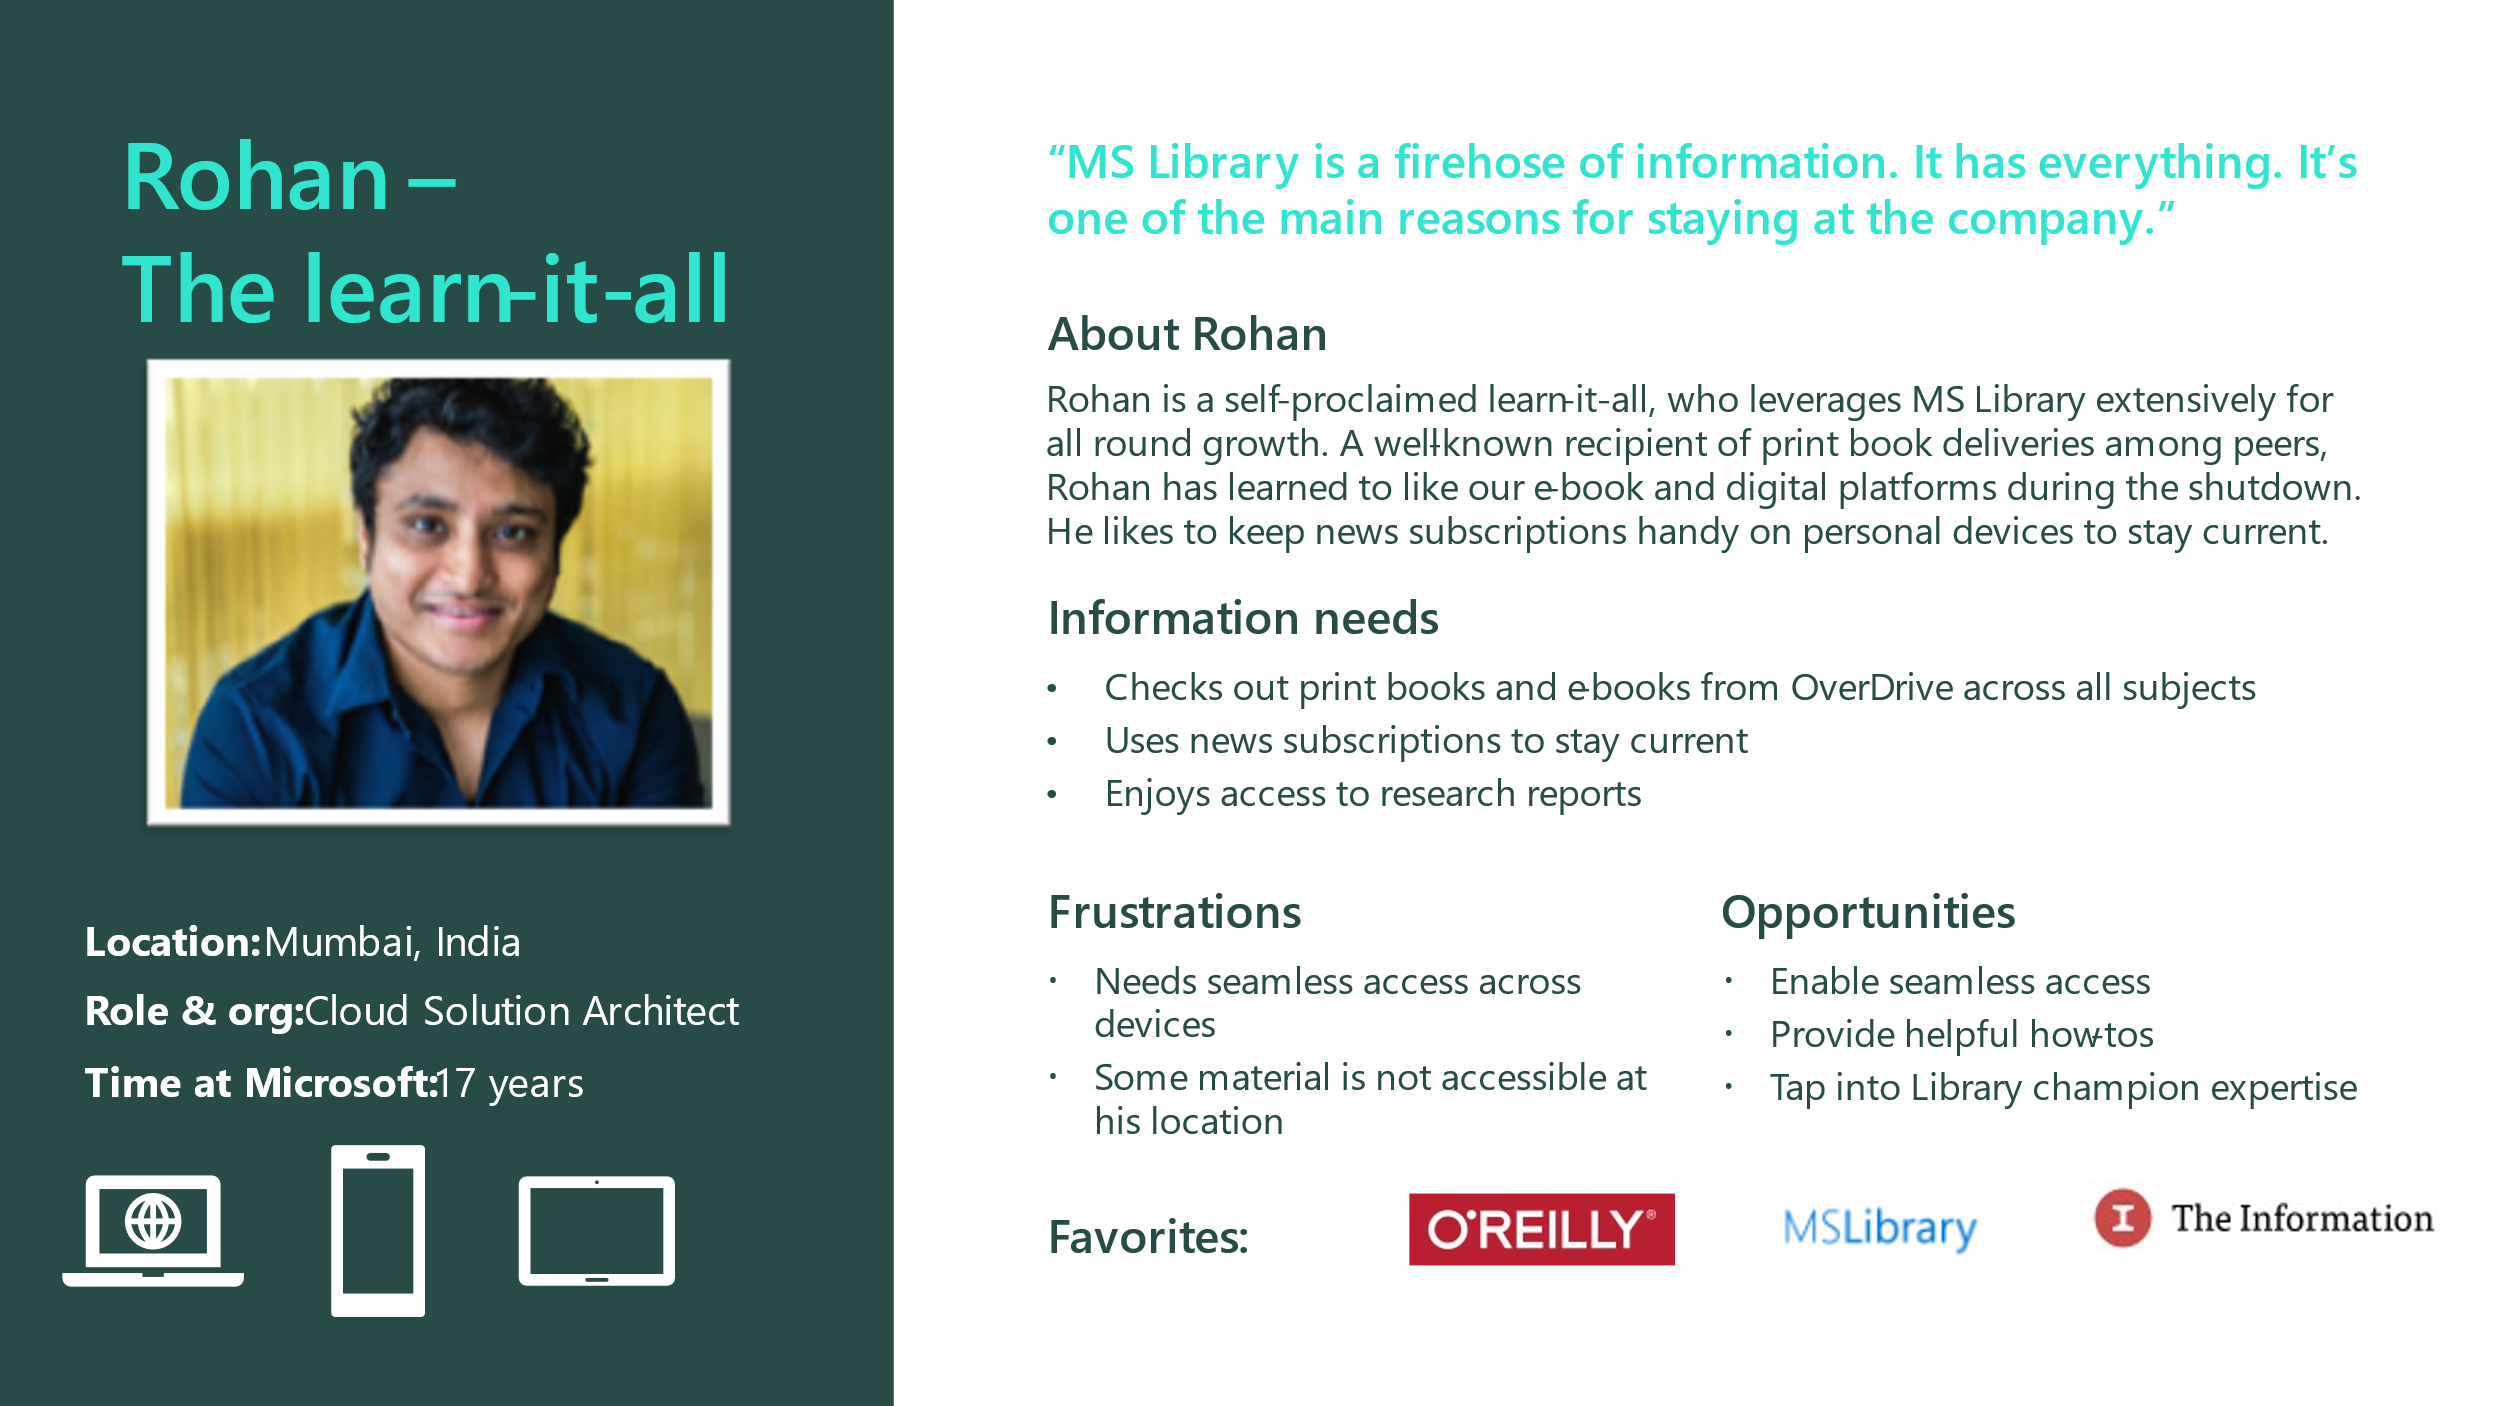 Rohan –
The learn-it-all
Location: Mumbai, India
Role & org: Cloud Solution Architect
Time at Microsoft: 17 years
“MS Library is a firehose of information. It has everything. It’s
one of the main reasons for staying at the company.”
About Rohan
Rohan is a self-proclaimed learn-it-all, who leverages MS Library extensively for
all round growth. A well-known recipient of print book deliveries among peers,
Rohan has learned to like our e-book and digital platforms during the shutdown.
He likes to keep news subscriptions handy on personal devices to stay current.
Information needs
• Checks out print books and e-books from OverDrive across all subjects
• Uses news subscriptions to stay current
• Enjoys access to research reports
Frustrations
• Needs seamless access across
devices
• Some material is not accessible at
his location
Opportunities
• Enable seamless access
• Provide helpful how-tos
• Tap into Library champion expertise
Favorites:
O'REILLY®
MSLibrary
I The Information